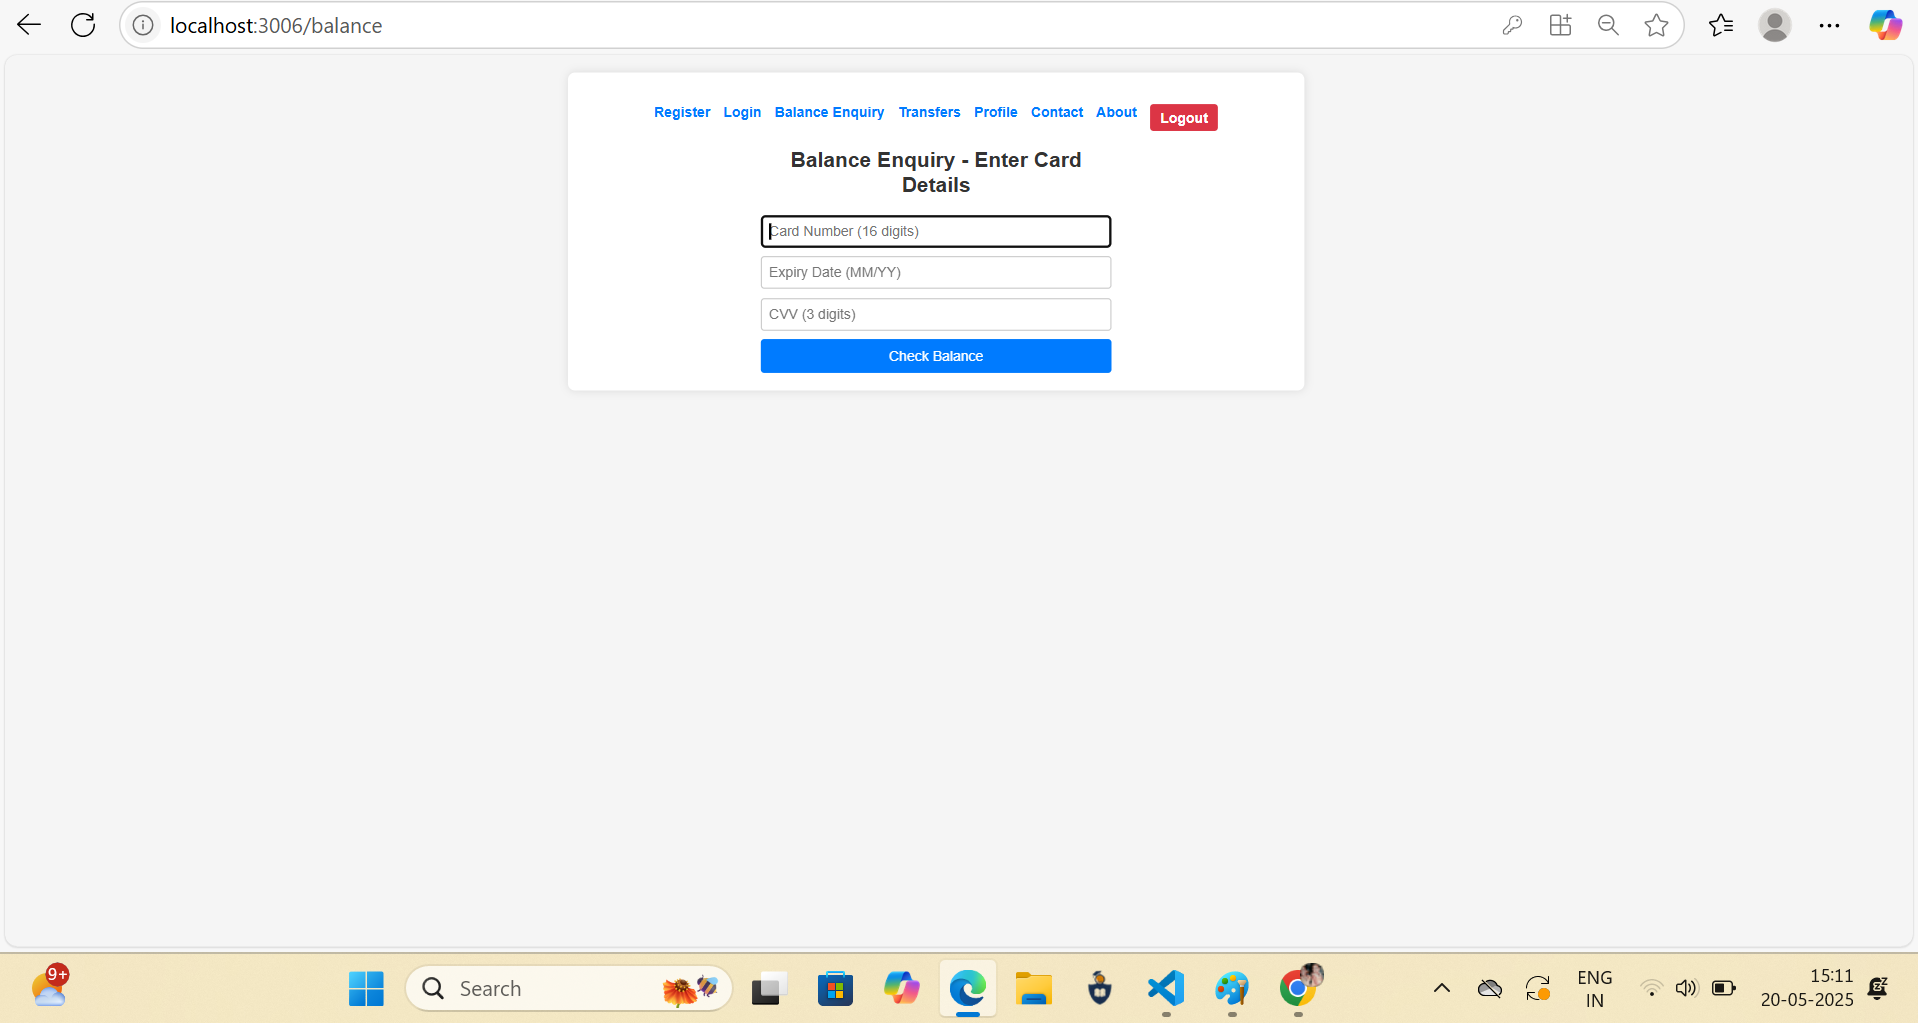 localhost:3006/balance
Register Login Balance Enquiry Transfers Profile Contact About Logout
Balance Enquiry - Enter Card
Details
Card Number (16 digits)
Expiry Date (MM/YY)
CVV (3 digits)
Check Balance
9+
Search
ENG
IN
15:11
20-05-2025